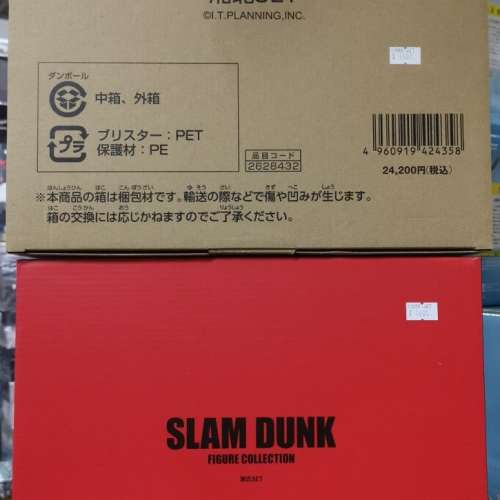 ©I.T.PLANNING,INC.
ダンボール
中箱、外箱
プラ
ブリスター：PET
保護材：PE
品目コード
2628432
4 960919 424358
24,200円(税込)
※本商品の箱は梱包材です。輸送の際などで傷や凹みが生じます。
箱の交換には応じかねますのでご了承ください。
SLAM DUNK
FIGURE COLLECTION